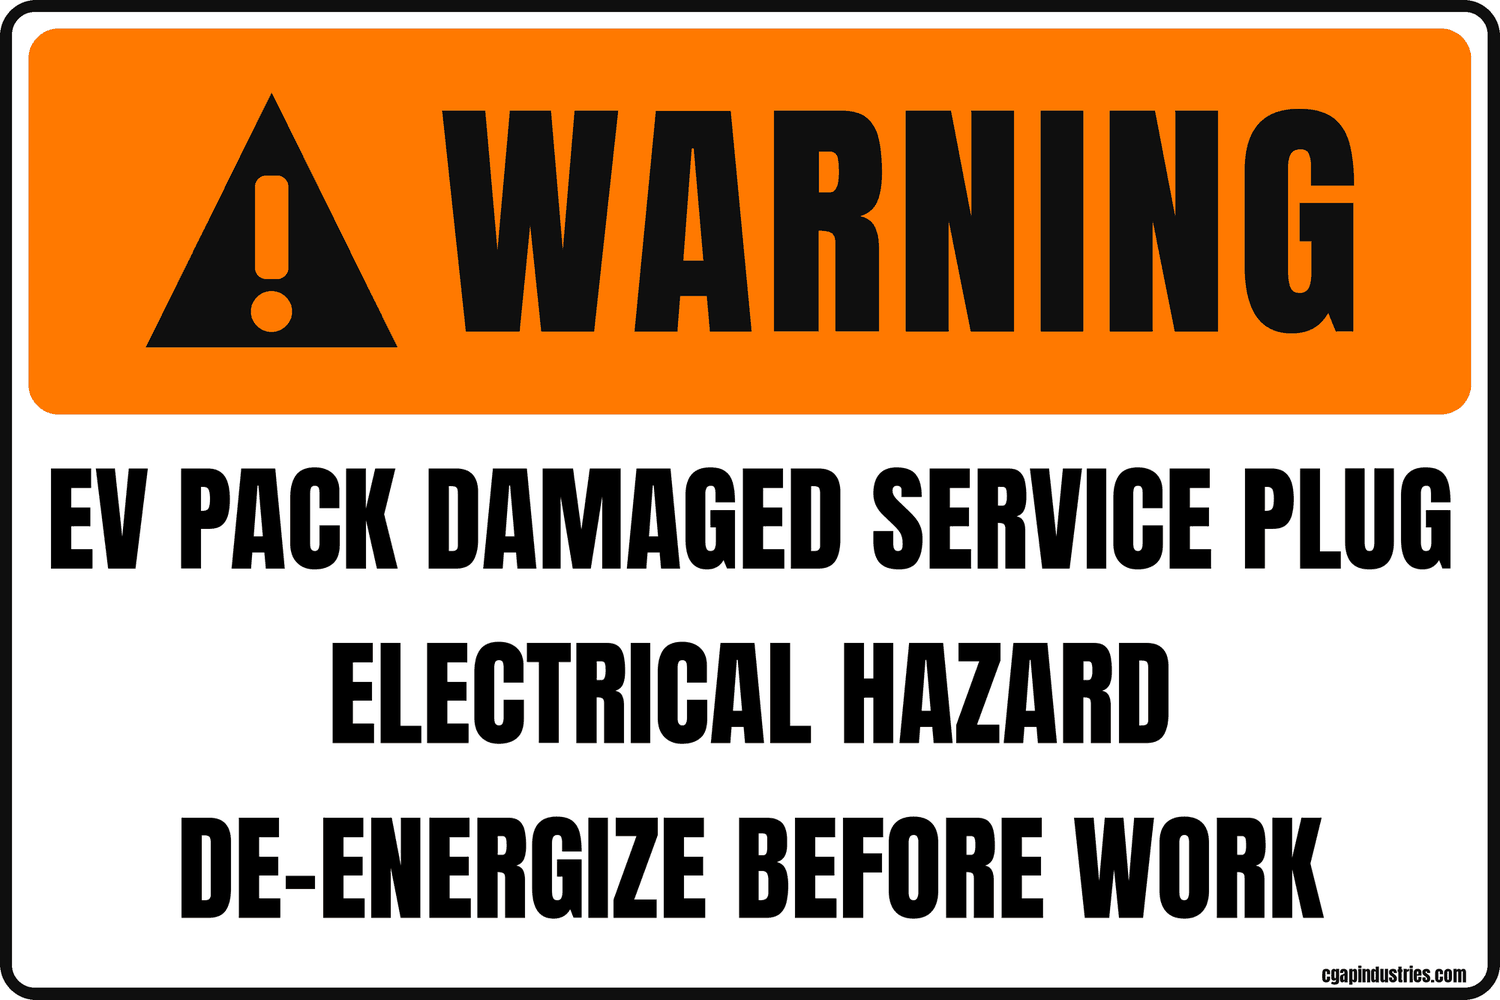 WARNING
EV PACK DAMAGED SERVICE PLUG
ELECTRICAL HAZARD
DE-ENERGIZE BEFORE WORK
cgapindustries.com